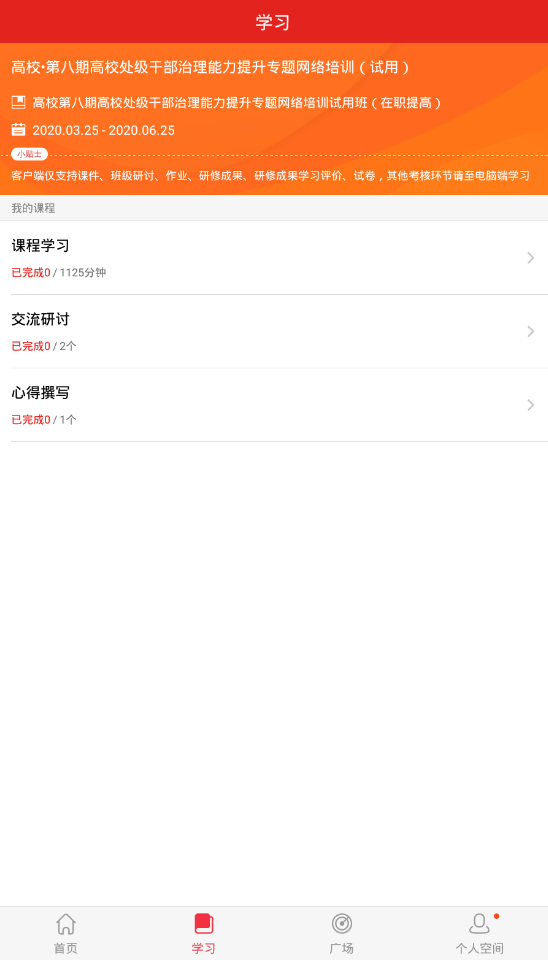 学习
高校•第八期高校处级干部治理能力提升专题网络培训（试用）
高校第八期高校处级干部治理能力提升专题网络培训试用班（在职提高）
2020.03.25 - 2020.06.25
小贴士
客户端仅支持课件、班级研讨、作业、研修成果、研修成果学习评价、试卷，其他考核环节请至电脑端学习
我的课程
课程学习
已完成0 / 1125分钟
交流研讨
已完成0 / 2个
心得撰写
已完成0 / 1个
首页
学习
广场
个人空间